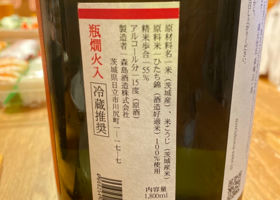 原材料名 米(茨城産)、米こうじ(茨城産米)
原料米 ひたち錦(酒造好適米)100%使用
精米歩合 55%
アルコール分 15度(原酒)
製造者 森島酒造株式会社
茨城県日立市川尻町1-17-7
瓶燗火入
冷蔵推奨
内容量
1,800ml